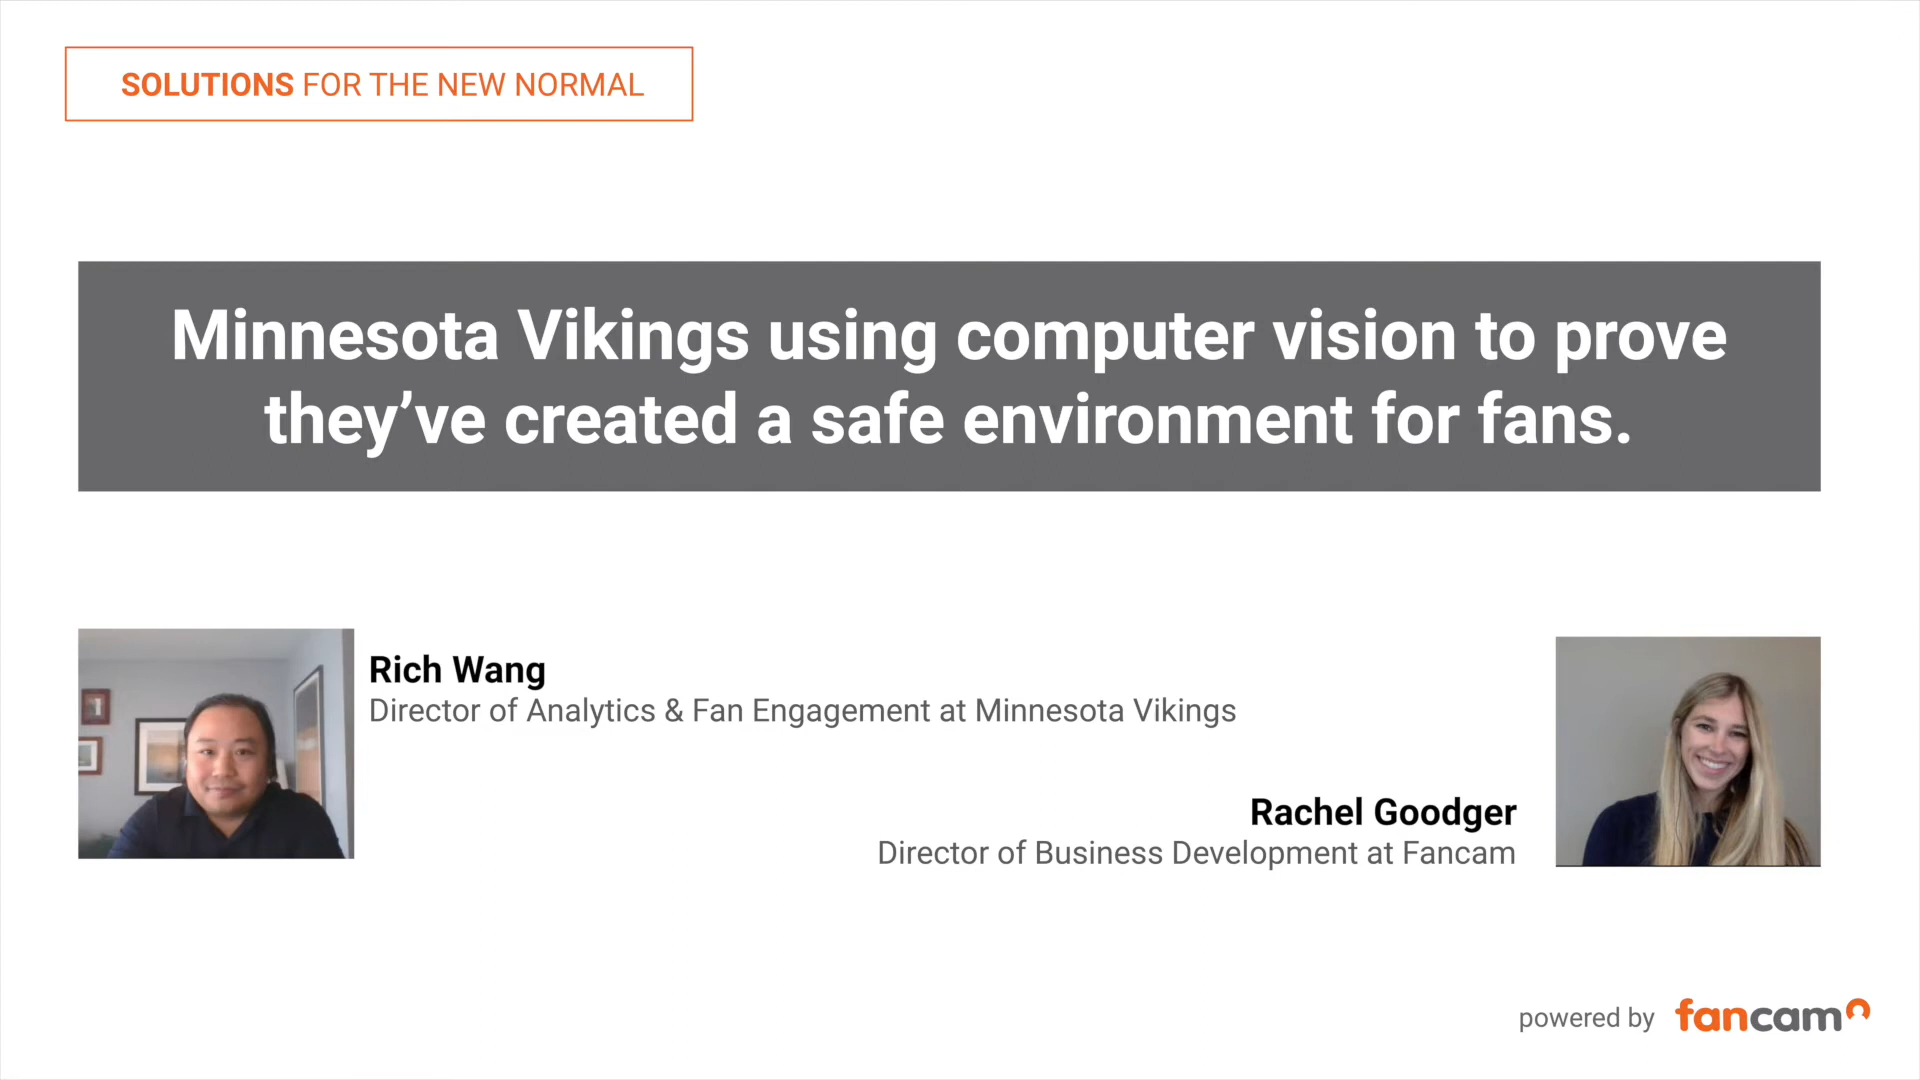 SOLUTIONS FOR THE NEW NORMAL
Minnesota Vikings using computer vision to prove
they’ve created a safe environment for fans.
Rich Wang
Director of Analytics & Fan Engagement at Minnesota Vikings
Rachel Goodger
Director of Business Development at Fancam
powered by fancam